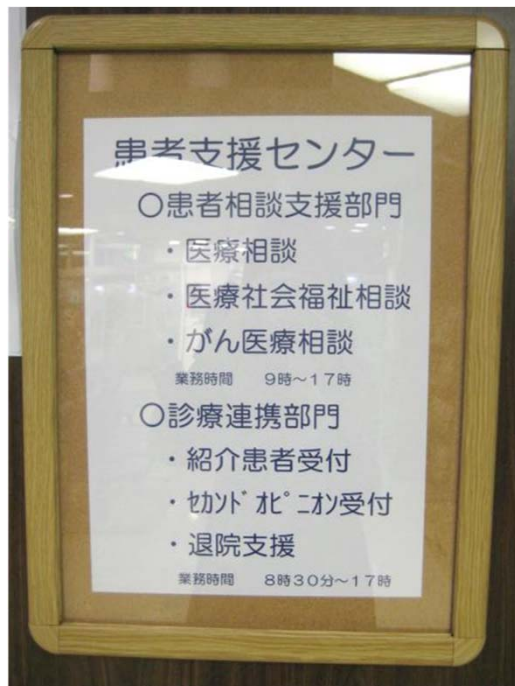 患者支援センター
〇患者相談支援部門
・医療相談
・医療社会福祉相談
・がん医療相談
業務時間　9時～17時
〇診療連携部門
・紹介患者受付
・ｾｶﾝﾄﾞｵﾋﾟﾆｵﾝ受付
・退院支援
業務時間　8時30分～17時